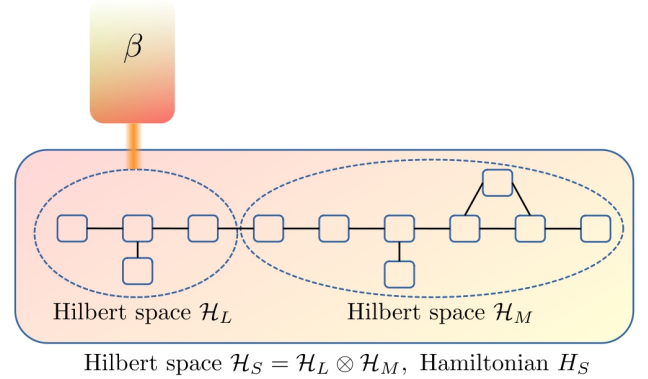 β
Hilbert space ℋ_L
Hilbert space ℋ_M
Hilbert space ℋ_S = ℋ_L ⊗ ℋ_M, Hamiltonian H_S